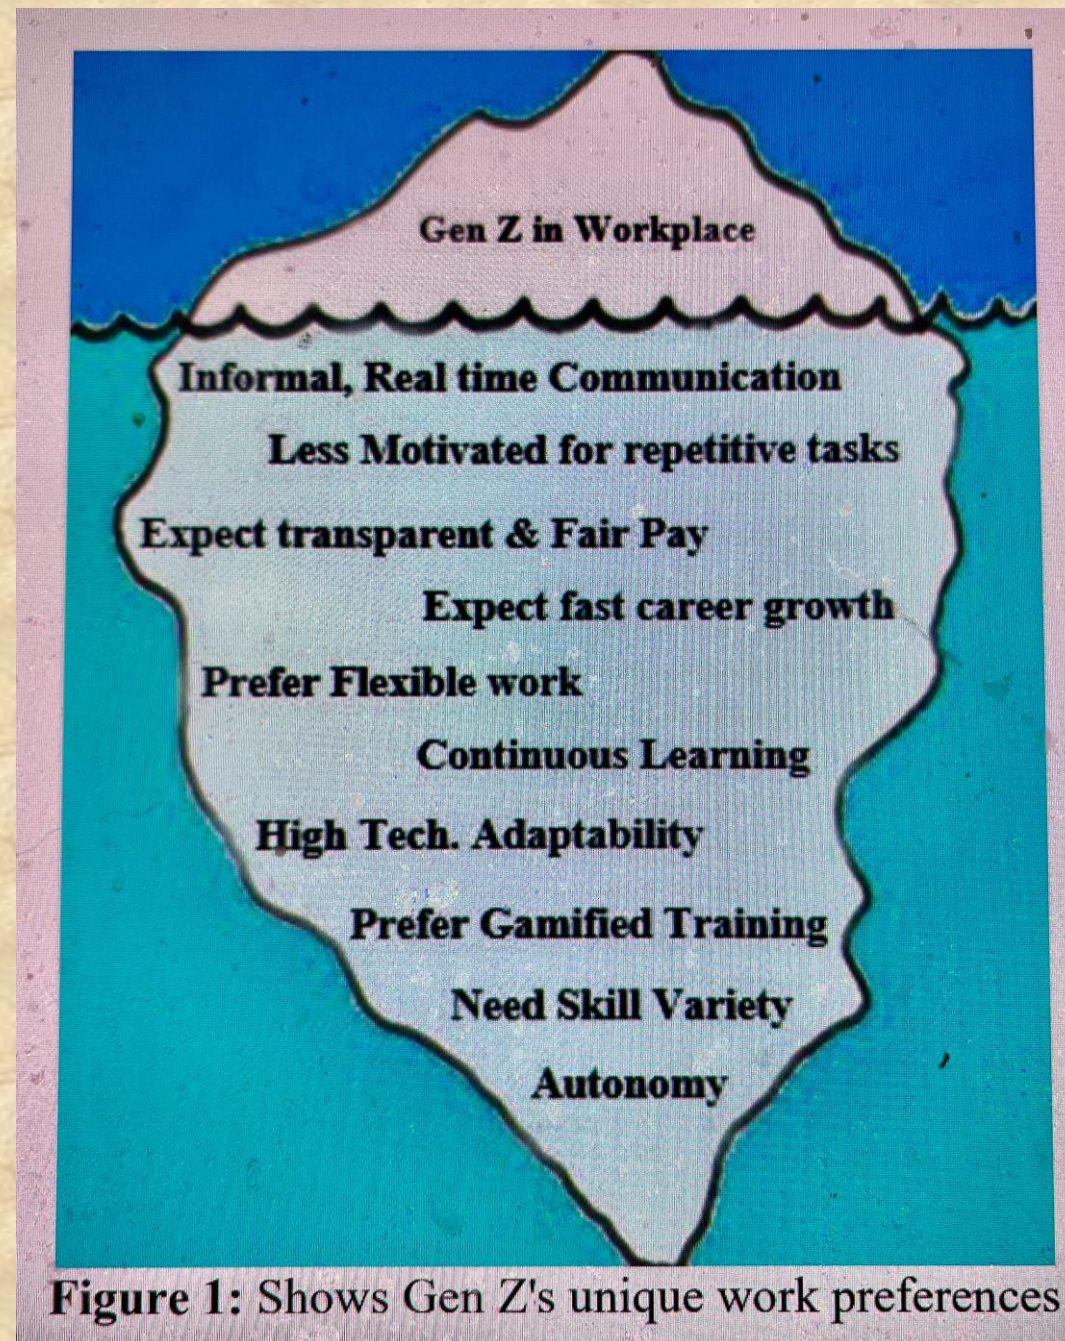 Gen Z in Workplace
Informal, Real time Communication
Less Motivated for repetitive tasks
Expect transparent & Fair Pay
Expect fast career growth
Prefer Flexible work
Continuous Learning
High Tech. Adaptability
Prefer Gamified Training
Need Skill Variety
Autonomy
Figure 1: Shows Gen Z's unique work preferences